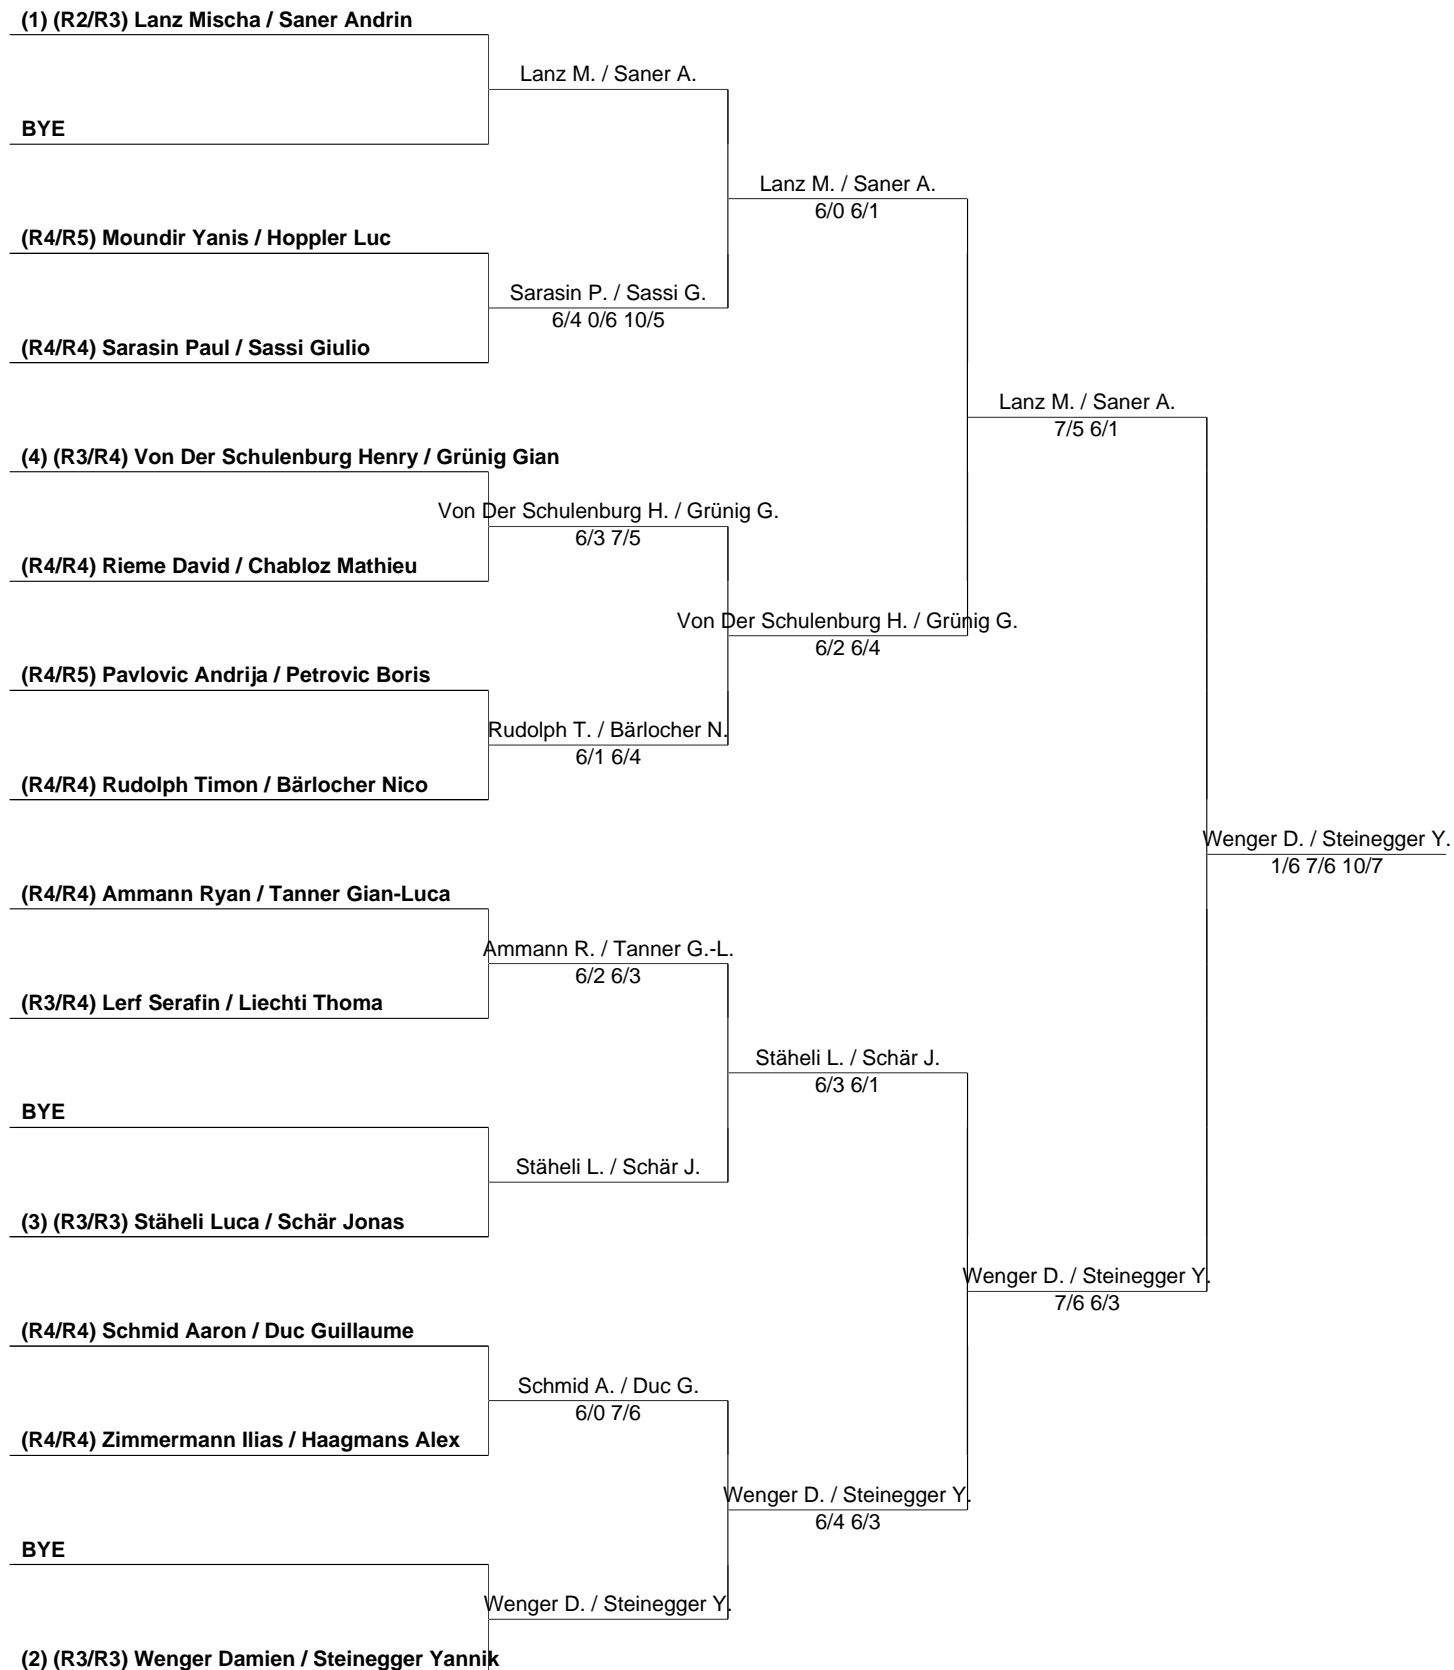 (1) (R2/R3) Lanz Mischa / Saner Andrin
Lanz M. / Saner A.
BYE
Lanz M. / Saner A.
6/0 6/1
(R4/R5) Moundir Yanis / Hoppler Luc
Sarasin P. / Sassi G.
6/4 0/6 10/5
(R4/R4) Sarasin Paul / Sassi Giulio
Lanz M. / Saner A.
7/5 6/1
(4) (R3/R4) Von Der Schulenburg Henry / Grünig Gian
Von Der Schulenburg H. / Grünig G.
6/3 7/5
(R4/R4) Rieme David / Chabloz Mathieu
Von Der Schulenburg H. / Grünig G.
6/2 6/4
(R4/R5) Pavlovic Andrija / Petrovic Boris
Rudolph T. / Bärlocher N.
6/1 6/4
(R4/R4) Rudolph Timon / Bärlocher Nico
Wenger D. / Steinegger Y.
1/6 7/6 10/7
(R4/R4) Ammann Ryan / Tanner Gian-Luca
Ammann R. / Tanner G.-L.
6/2 6/3
(R3/R4) Lerf Serafin / Liechti Thoma
Stäheli L. / Schär J.
6/3 6/1
BYE
Stäheli L. / Schär J.
(3) (R3/R3) Stäheli Luca / Schär Jonas
Wenger D. / Steinegger Y.
7/6 6/3
(R4/R4) Schmid Aaron / Duc Guillaume
Schmid A. / Duc G.
6/0 7/6
(R4/R4) Zimmermann Ilias / Haagmans Alex
Wenger D. / Steinegger Y.
6/4 6/3
BYE
Wenger D. / Steinegger Y.
(2) (R3/R3) Wenger Damien / Steinegger Yannik